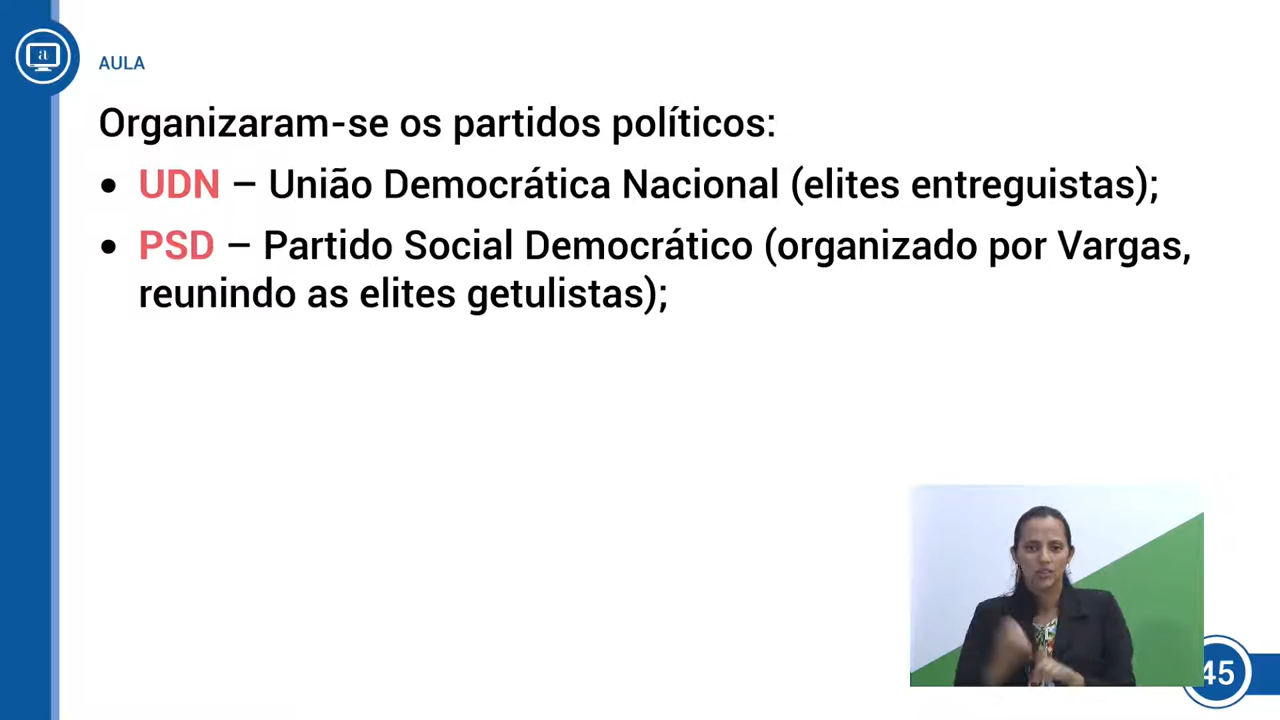 AULA
Organizaram-se os partidos políticos:
• UDN – União Democrática Nacional (elites entreguistas);
• PSD – Partido Social Democrático (organizado por Vargas,
reunindo as elites getulistas);
45